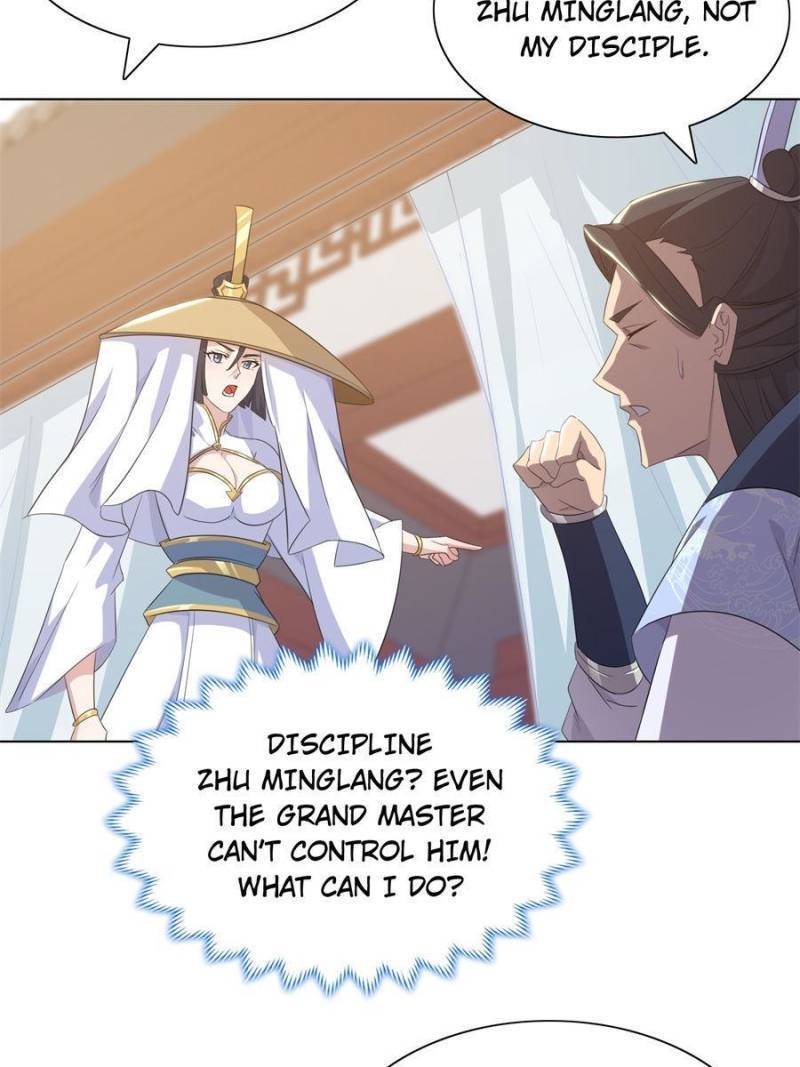 ZHU MINGLANG, NOT
MY DISCIPLE.
DISCIPLINE
ZHU MINGLANG? EVEN
THE GRAND MASTER
CAN'T CONTROL HIM!
WHAT CAN I DO?